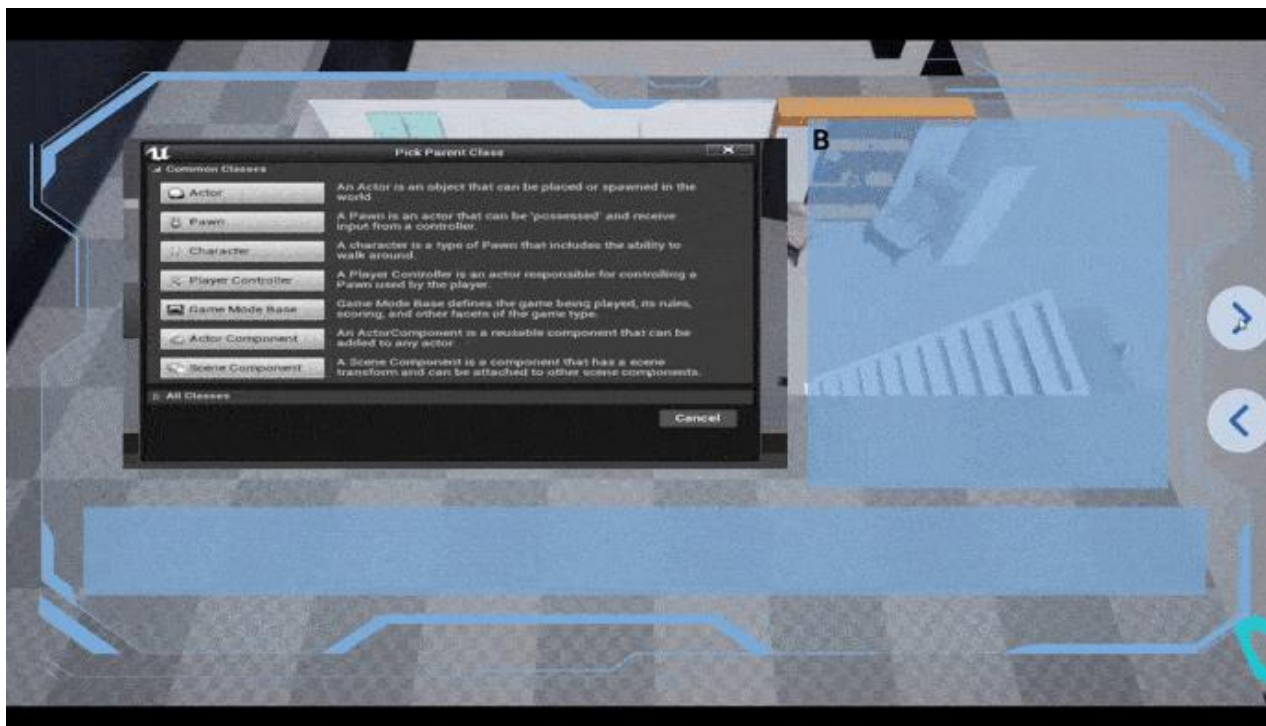 Pick Parent Class
Common Classes
Actor
An Actor is an object that can be placed or spawned in the
world
Pawn
A Pawn is an actor that can be 'possessed' and receive
input from a controller.
Character
A character is a type of Pawn that includes the ability to
walk around.
Player Controller
A Player Controller is an actor responsible for controlling a
Pawn used by the player.
Game Mode Base
Game Mode Base defines the game being played, its rules,
scoring, and other facets of the game type.
Actor Component
An ActorComponent is a reusable component that can be
added to any actor
Scene Component
A Scene Component is a component that has a scene
transform and can be attached to other scene components.
All Classes
Cancel
B